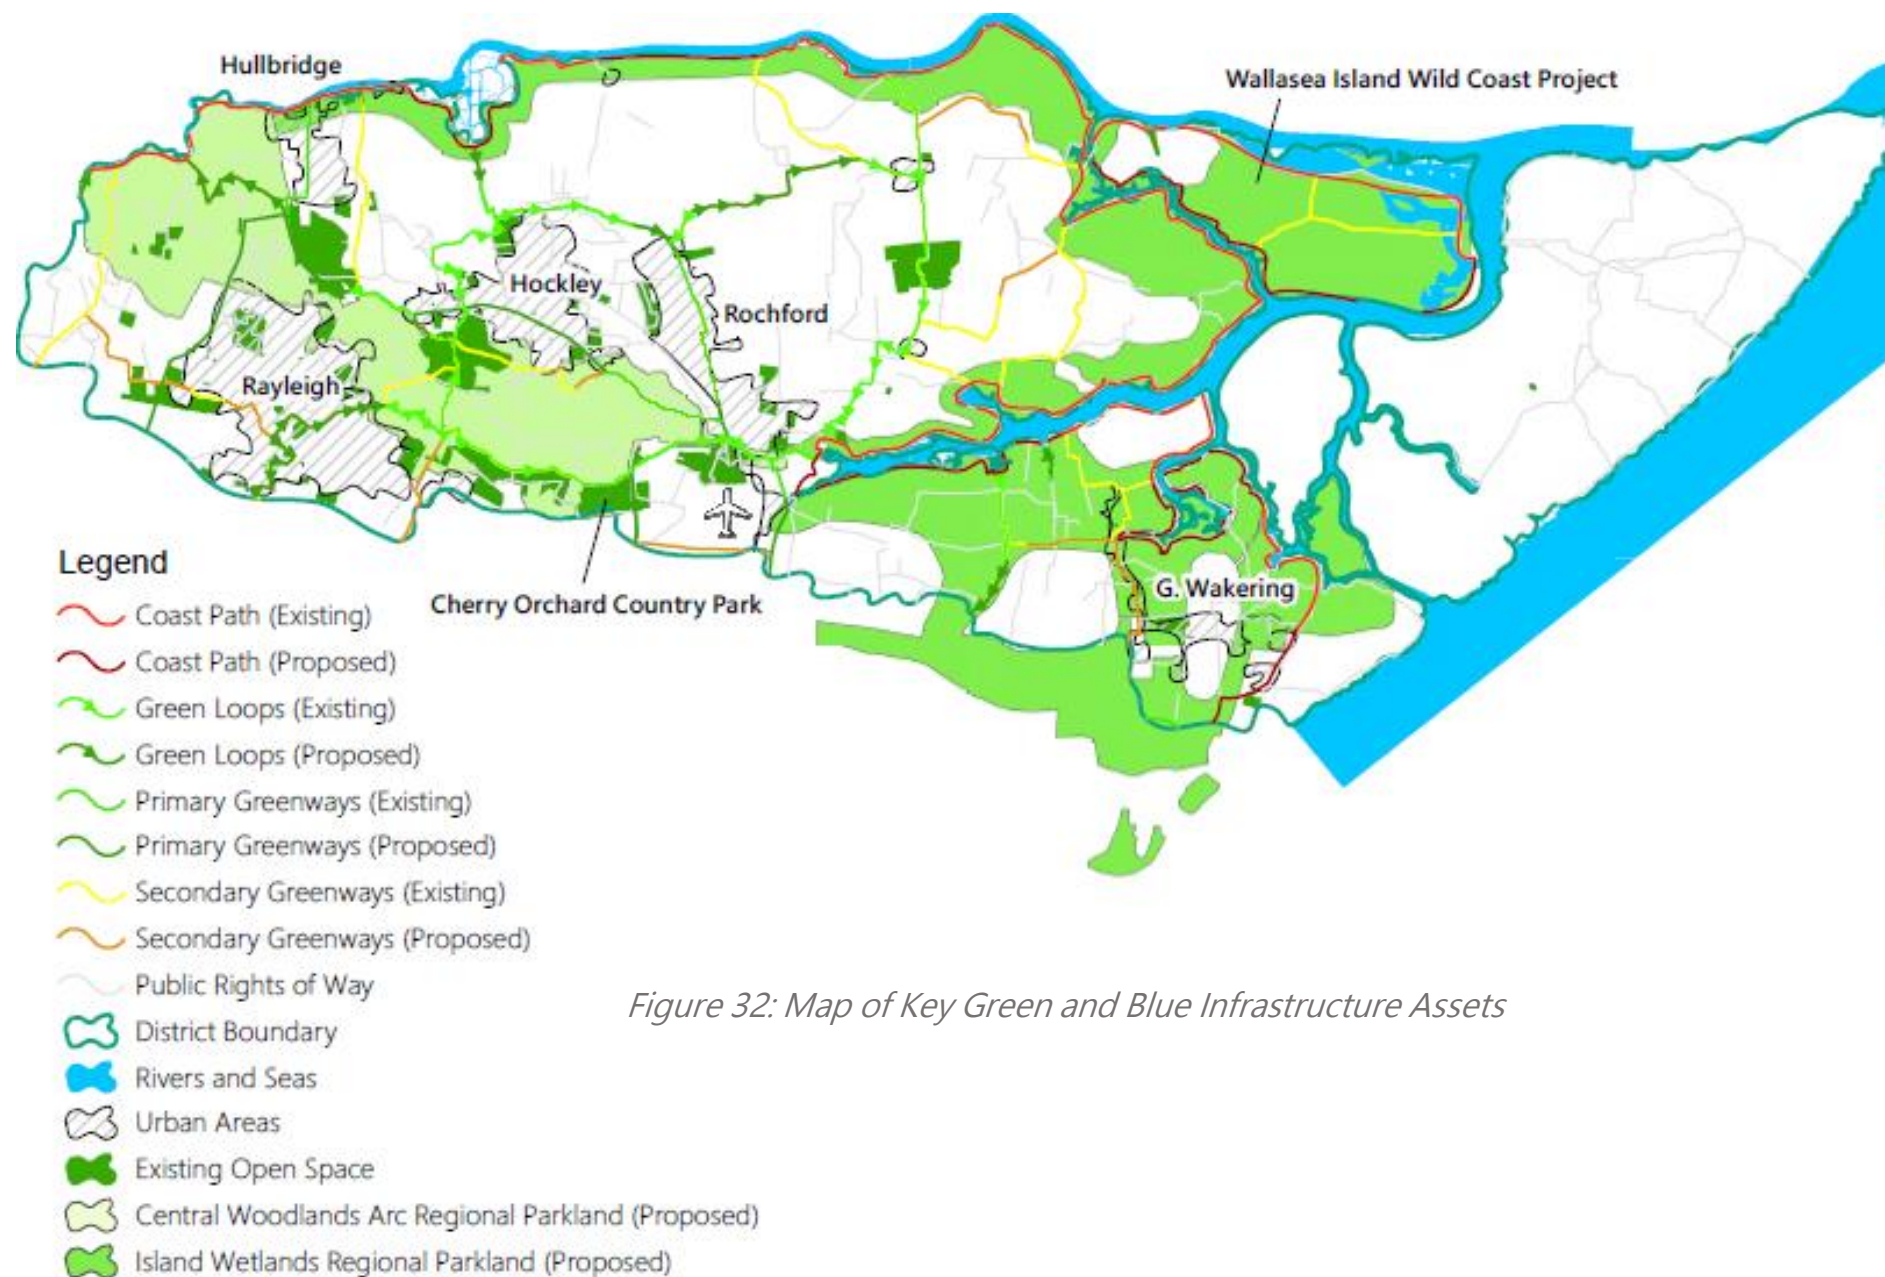 Hullbridge
Wallasea Island Wild Coast Project
Hockley
Rochford
Rayleigh
Cherry Orchard Country Park
G. Wakering
Legend
Coast Path (Existing)
Coast Path (Proposed)
Green Loops (Existing)
Green Loops (Proposed)
Primary Greenways (Existing)
Primary Greenways (Proposed)
Secondary Greenways (Existing)
Secondary Greenways (Proposed)
Public Rights of Way
District Boundary
Rivers and Seas
Urban Areas
Existing Open Space
Central Woodlands Arc Regional Parkland (Proposed)
Island Wetlands Regional Parkland (Proposed)
Figure 32: Map of Key Green and Blue Infrastructure Assets